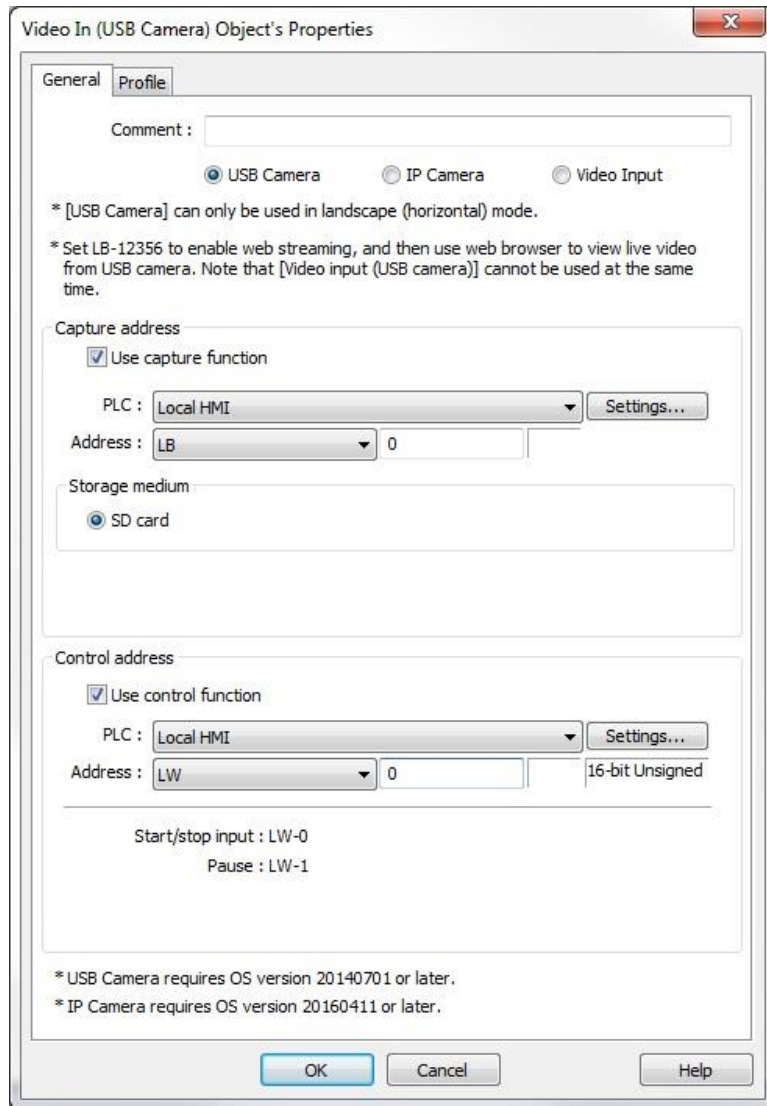 Video In (USB Camera) Object's Properties
General Profile
Comment :
USB Camera IP Camera Video Input
* [USB Camera] can only be used in landscape (horizontal) mode.
* Set LB-12356 to enable web streaming, and then use web browser to view live video
from USB camera. Note that [Video input (USB camera)] cannot be used at the same
time.
Capture address
Use capture function
PLC : Local HMI Settings...
Address : LB 0
Storage medium
SD card
Control address
Use control function
PLC : Local HMI Settings...
Address : LW 0 16-bit Unsigned
Start/stop input : LW-0
Pause : LW-1
* USB Camera requires OS version 20140701 or later.
* IP Camera requires OS version 20160411 or later.
OK Cancel Help